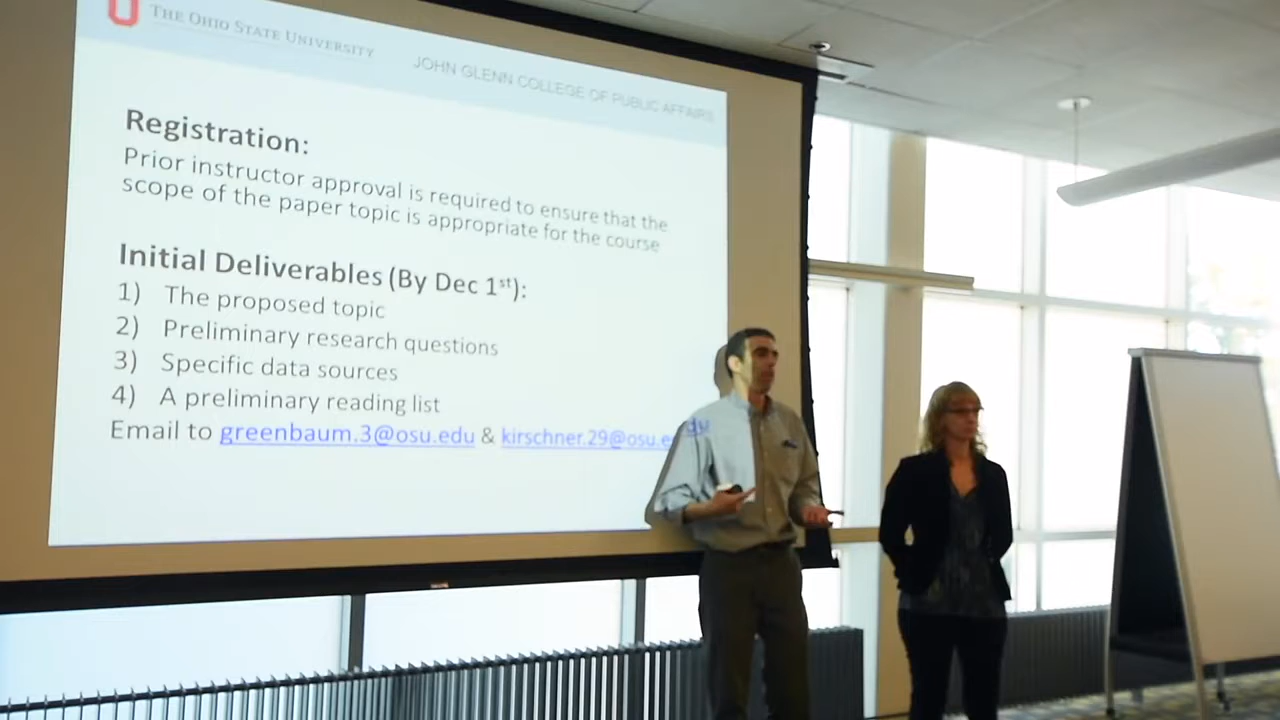 THE OHIO STATE UNIVERSITY
JOHN GLENN COLLEGE OF PUBLIC AFFAIRS
Registration:
Prior instructor approval is required to ensure that the
scope of the paper topic is appropriate for the course
Initial Deliverables (By Dec 1st):
1) The proposed topic
2) Preliminary research questions
3) Specific data sources
4) A preliminary reading list
Email to greenbaum.3@osu.edu & kirschner.29@osu.edu